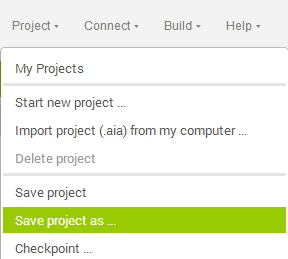 Project ▾ Connect ▾ Build ▾ Help ▾
My Projects
Start new project ...
Import project (.aia) from my computer ...
Delete project
Save project
Save project as ...
Checkpoint ...